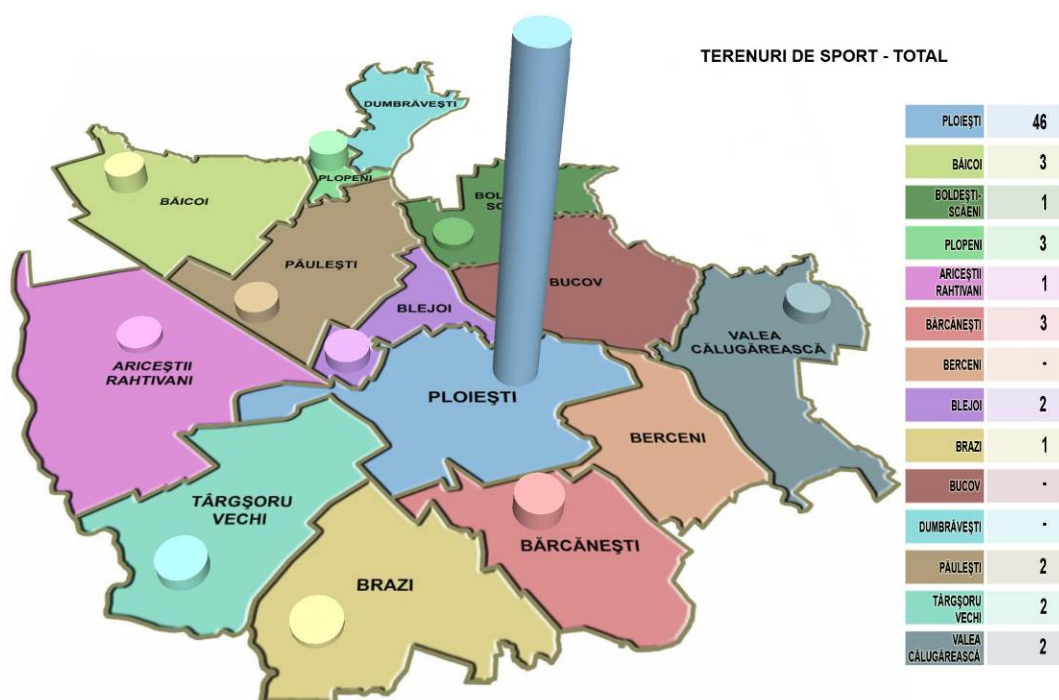 TERENURI DE SPORT - TOTAL
DUMBRĂVEŞTI
PLOPENI
BĂICOI
PĂULEŞTI
BLEJOI
BUCOV
VALEA
CĂLUGĂREASCĂ
ARICEŞTII
RAHTIVANI
PLOIEŞTI
BERCENI
TÂRGŞORU
VECHI
BĂRCĂNEŞTI
BRAZI
PLOIEŞTI 46
BĂICOI 3
BOLDEŞTI-
SCĂENI 1
PLOPENI 3
ARICEŞTII
RAHTIVANI 1
BĂRCĂNEŞTI 3
BERCENI -
BLEJOI 2
BRAZI 1
BUCOV -
DUMBRĂVEŞTI -
PĂULEŞTI 2
TÂRGŞORU
VECHI 2
VALEA
CĂLUGĂREASCĂ 2